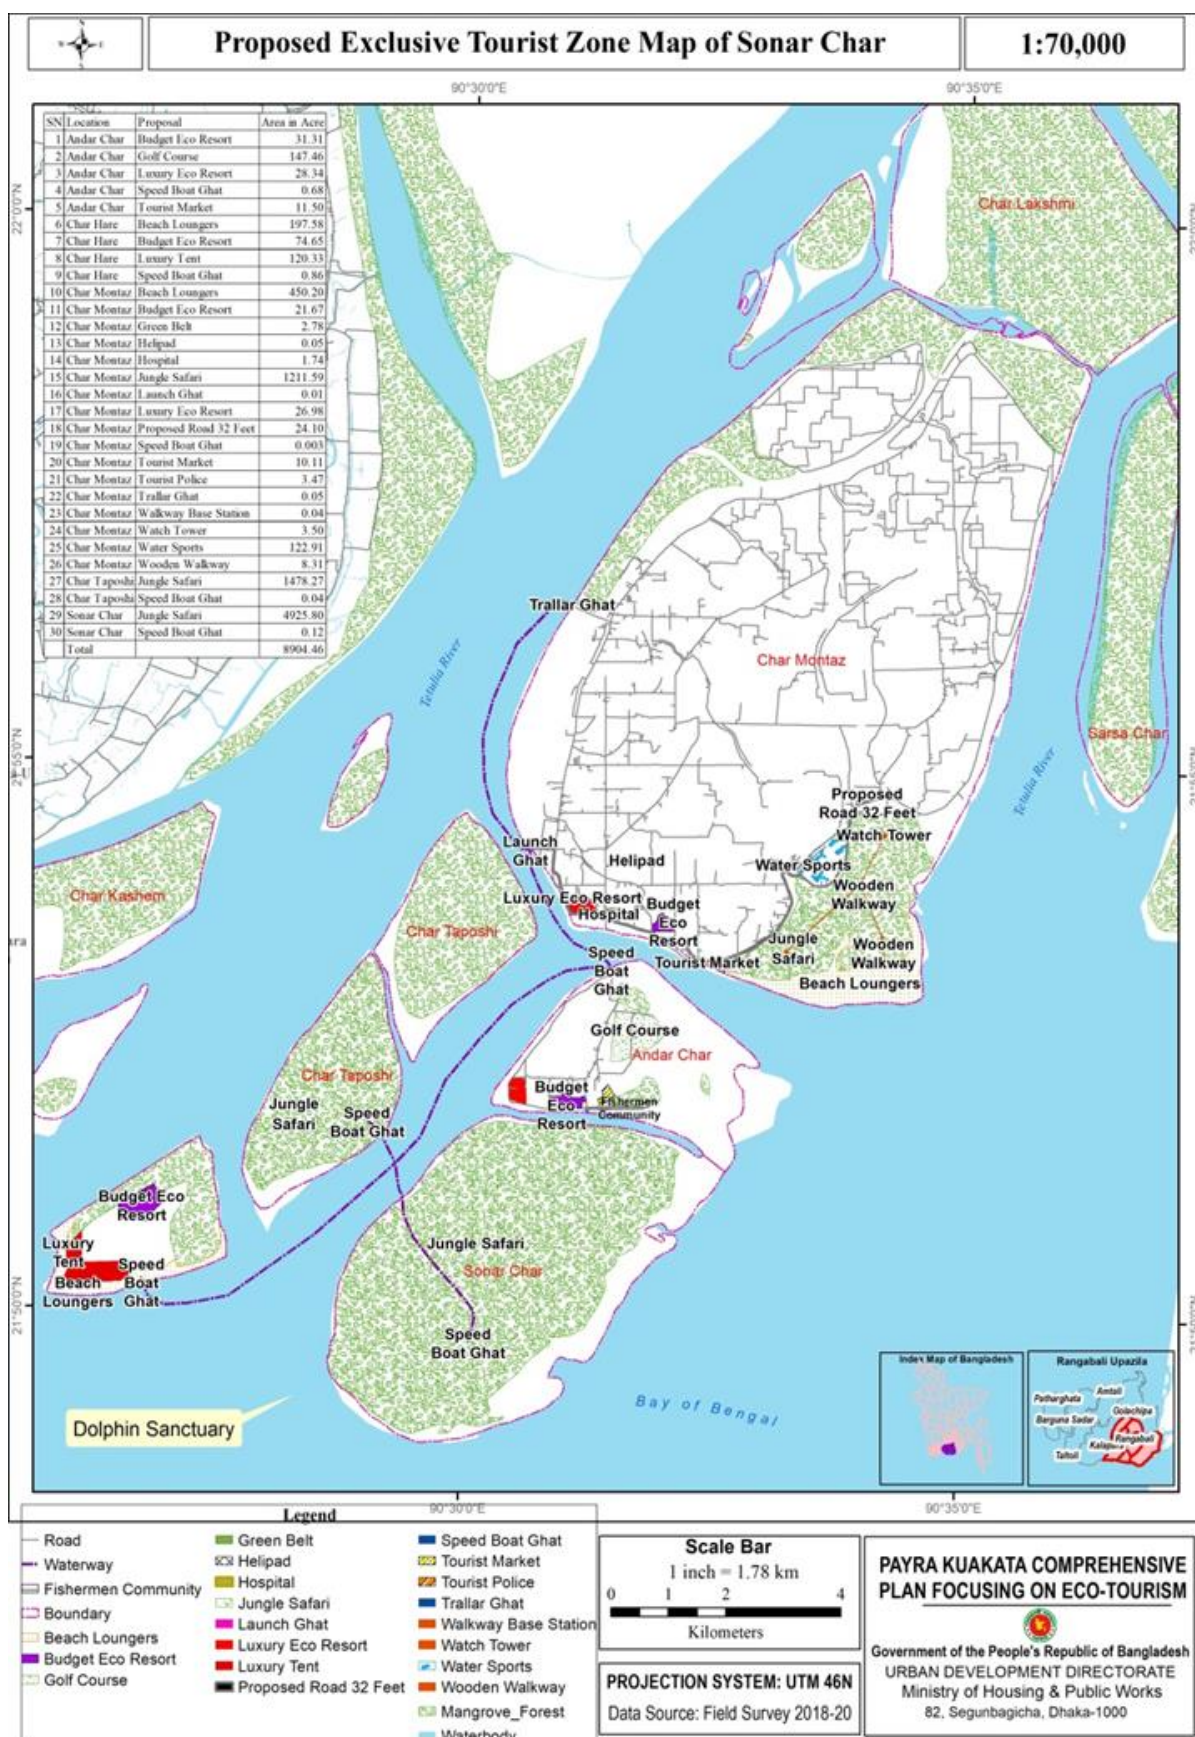 Proposed Exclusive Tourist Zone Map of Sonar Char
1:70,000
N
W E
S
90°30'0"E 90°35'0"E
SN Location Proposal Area in Acre
1 Andar Char Budget Eco Resort 31.31
2 Andar Char Golf Course 147.46
3 Andar Char Luxury Eco Resort 28.34
4 Andar Char Speed Boat Ghat 0.68
5 Andar Char Tourist Market 11.50
6 Char Hare Beach Loungers 197.58
7 Char Hare Budget Eco Resort 74.65
8 Char Hare Luxury Tent 120.33
9 Char Hare Speed Boat Ghat 0.86
10 Char Montaz Beach Loungers 450.20
11 Char Montaz Budget Eco Resort 21.67
12 Char Montaz Green Belt 2.78
13 Char Montaz Helipad 0.05
14 Char Montaz Hospital 1.74
15 Char Montaz Jungle Safari 1211.59
16 Char Montaz Launch Ghat 0.01
17 Char Montaz Luxury Eco Resort 26.98
18 Char Montaz Proposed Road 32 Feet 24.10
19 Char Montaz Speed Boat Ghat 0.003
20 Char Montaz Tourist Market 10.11
21 Char Montaz Tourist Police 3.47
22 Char Montaz Trallar Ghat 0.05
23 Char Montaz Walkway Base Station 0.04
24 Char Montaz Watch Tower 3.50
25 Char Montaz Water Sports 122.91
26 Char Montaz Wooden Walkway 8.31
27 Char Taposhi Jungle Safari 1478.27
28 Char Taposhi Speed Boat Ghat 0.04
29 Sonar Char Jungle Safari 4925.80
30 Sonar Char Speed Boat Ghat 0.12
Total 8904.46
22°0'0"N
22°0'0"N
Char Lakshmi
Trallar Ghat
Tetulia River
Char Montaz
Sarsa Char
21°55'0"N
21°55'0"N
Tetulia River
Proposed
Road 32 Feet
Watch Tower
Launch
Ghat
Helipad
Water Sports
Wooden
Walkway
Char Kashem
Luxury Eco Resort
Hospital
Budget
Eco
Resort
Char Taposhi
Jungle
Safari
Wooden
Walkway
Speed
Boat
Ghat
Tourist Market
Beach Loungers
Golf Course
Andar Char
Char Taposhi
Jungle
Safari
Speed
Boat Ghat
Budget
Eco
Resort
Fishermen
Community
Budget Eco
Resort
Luxury
Tent
Beach
Loungers
Speed
Boat
Ghat
Jungle Safari
Sonar Char
Speed
Boat Ghat
21°50'0"N
21°50'0"N
Dolphin Sanctuary
Bay of Bengal
Index Map of Bangladesh
Rangabali Upazila
Patharghata
Amtali
Golachipa
Barguna Sadar
Rangabali
Taltoli
90°30'0"E 90°35'0"E
Legend
Road
Waterway
Fishermen Community
Boundary
Beach Loungers
Budget Eco Resort
Golf Course
Green Belt
Helipad
Hospital
Jungle Safari
Launch Ghat
Luxury Eco Resort
Luxury Tent
Proposed Road 32 Feet
Speed Boat Ghat
Tourist Market
Tourist Police
Trallar Ghat
Walkway Base Station
Watch Tower
Water Sports
Wooden Walkway
Mangrove_Forest
Waterbody
Scale Bar
1 inch = 1.78 km
0 1 2 4
Kilometers
PROJECTION SYSTEM: UTM 46N
Data Source: Field Survey 2018-20
PAYRA KUAKATA COMPREHENSIVE
PLAN FOCUSING ON ECO-TOURISM
Government of the People's Republic of Bangladesh
URBAN DEVELOPMENT DIRECTORATE
Ministry of Housing & Public Works
82, Segunbagicha, Dhaka-1000